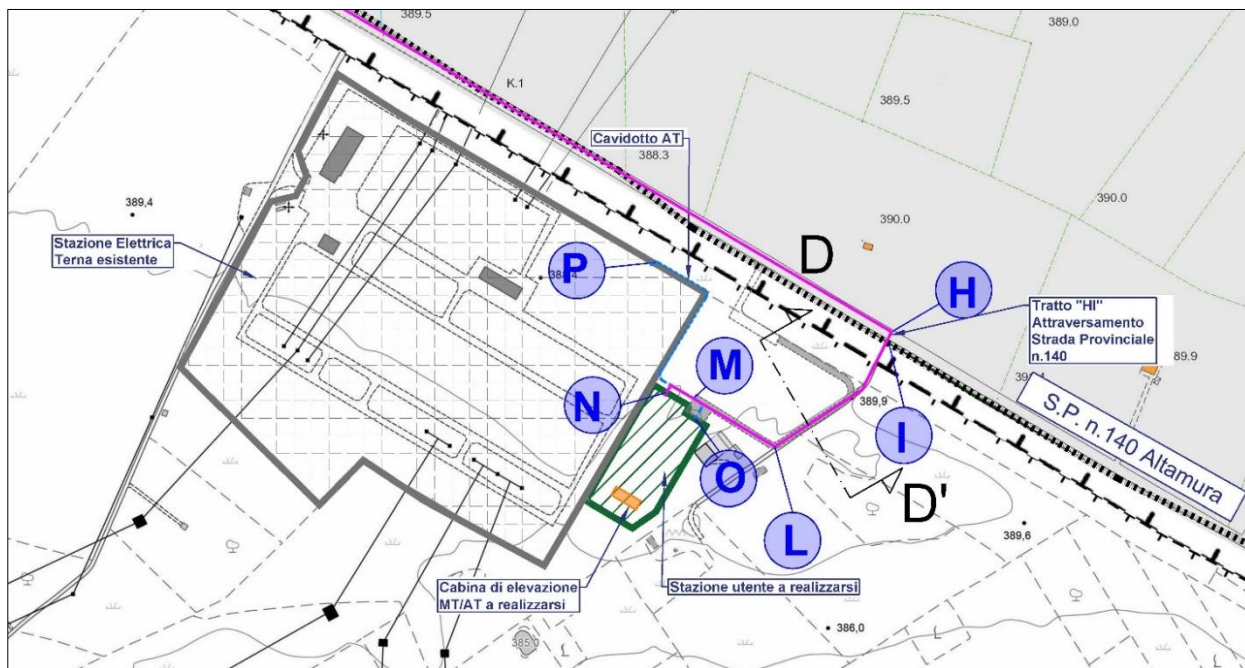 389.5
389.0
K.1
389.5
Cavidotto AT
388.3
390.0
389,4
390.0
D
Stazione Elettrica
Terna esistente
P
H
Tratto "HI"
Attraversamento
Strada Provinciale
n.140
M
389,9
N
I
S.P. n.140 Altamura
O
D'
L
389,6
Cabina di elevazione
MT/AT a realizzarsi
Stazione utente a realizzarsi
385.0
386,0